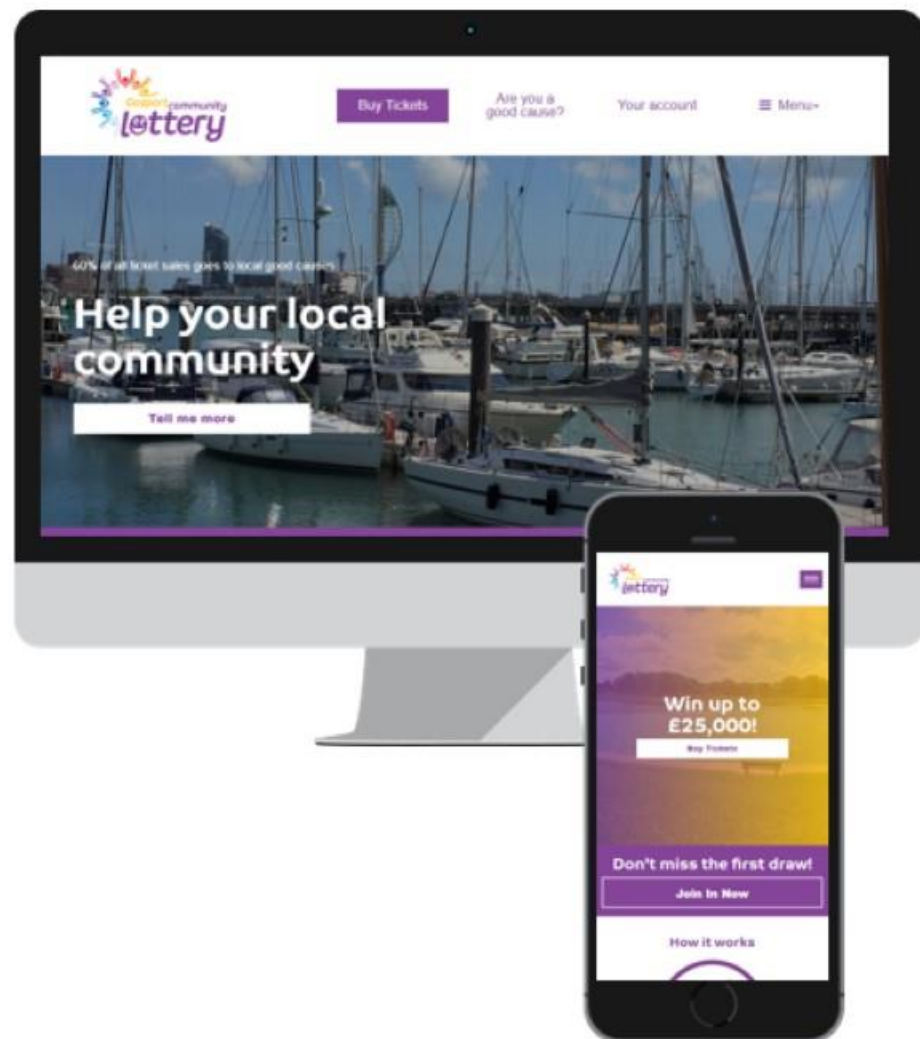 Gosport community
lottery
Buy Tickets
Are you a
good cause?
Your account
Menu
60% of all ticket sales goes to local good causes
Help your local
community
Tell me more
lottery
Win up to
£25,000!
Buy Tickets
Don't miss the first draw!
Join In Now
How it works